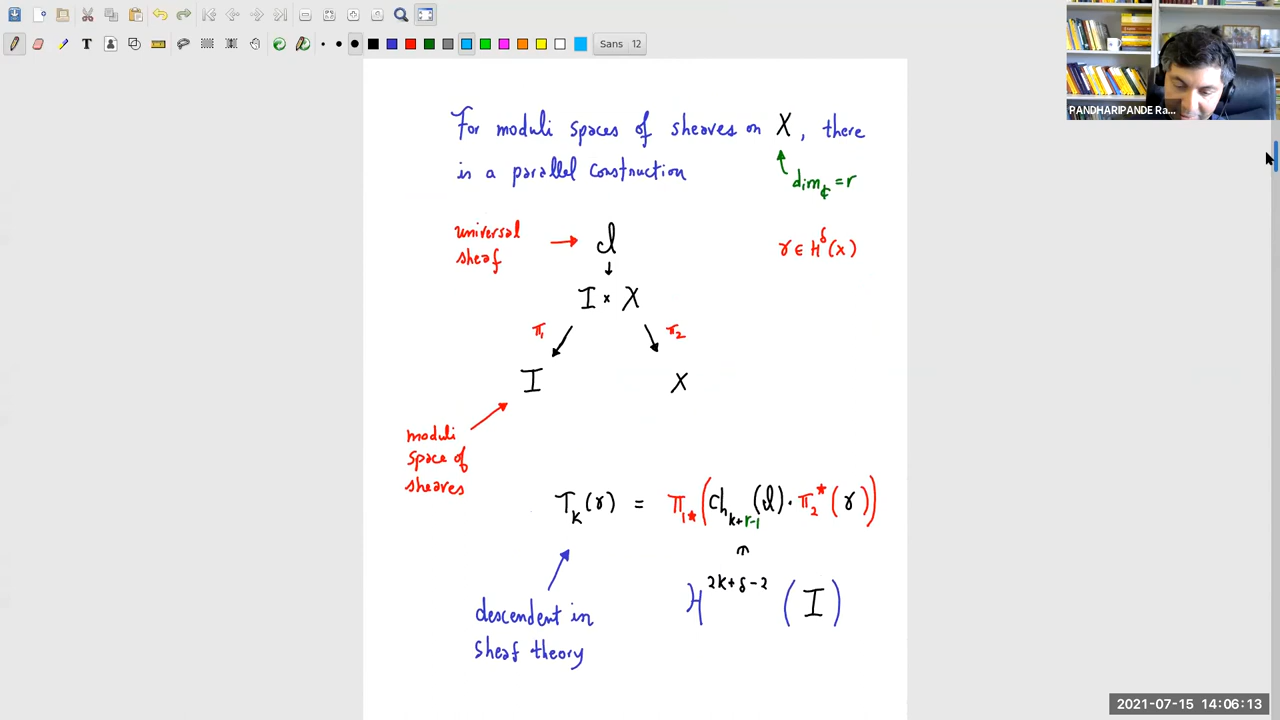 Sans 12
PANDHARIPANDE Ra...
For moduli spaces of sheaves on X, there
is a parallel construction
dim_ℂ = r
universal
sheaf
𝓘
γ ∈ H^δ(X)
I × X
π₁ π₂
I X
moduli
space of
sheaves
τ_k(γ) = π₁*(ch_{k+r-1}(𝓘) · π₂*(γ))
∩
H^{2k+δ-2}(I)
descendent in
sheaf theory
2021-07-15 14:06:13